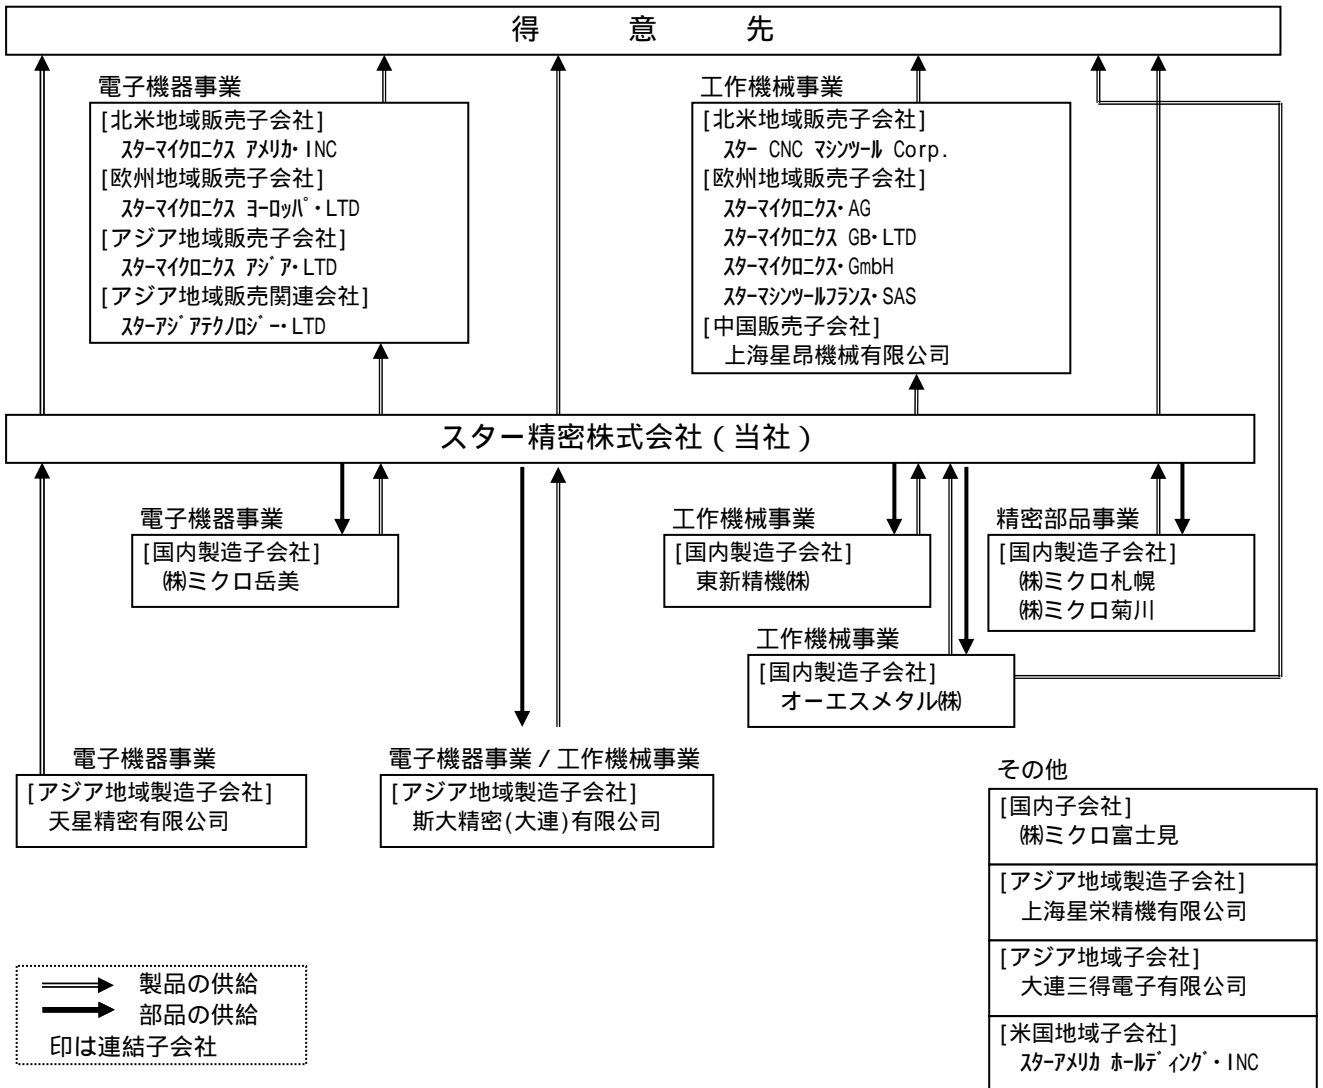 得　意　先
電子機器事業
[北米地域販売子会社]
ｽﾀｰﾏｲｸﾛﾆｸｽ ｱﾒﾘｶ･INC
[欧州地域販売子会社]
ｽﾀｰﾏｲｸﾛﾆｸｽ ﾖｰﾛｯﾊﾟ･LTD
[アジア地域販売子会社]
ｽﾀｰﾏｲｸﾛﾆｸｽ ｱｼﾞｱ･LTD
[アジア地域販売関連会社]
ｽﾀｰｱｼﾞｱﾃｸﾉﾛｼﾞｰ･LTD
工作機械事業
[北米地域販売子会社]
ｽﾀｰ CNC ﾏｼﾝﾂｰﾙ Corp.
[欧州地域販売子会社]
ｽﾀｰﾏｲｸﾛﾆｸｽ･AG
ｽﾀｰﾏｲｸﾛﾆｸｽ GB･LTD
ｽﾀｰﾏｲｸﾛﾆｸｽ･GmbH
ｽﾀｰﾏｼﾝﾂｰﾙﾌﾗﾝｽ･SAS
[中国販売子会社]
上海星昂機械有限公司
スター精密株式会社(当社)
電子機器事業
[国内製造子会社]
㈱ミクロ岳美
工作機械事業
[国内製造子会社]
東新精機㈱
精密部品事業
[国内製造子会社]
㈱ミクロ札幌
㈱ミクロ菊川
工作機械事業
[国内製造子会社]
オーエスメタル㈱
電子機器事業
[アジア地域製造子会社]
天星精密有限公司
電子機器事業/工作機械事業
[アジア地域製造子会社]
斯大精密(大連)有限公司
その他
[国内子会社]
㈱ミクロ富士見
[アジア地域製造子会社]
上海星栄精機有限公司
[アジア地域子会社]
大連三得電子有限公司
[米国地域子会社]
ｽﾀｰｱﾒﾘｶ ﾎｰﾙﾃﾞｨﾝｸﾞ･INC
製品の供給
部品の供給
印は連結子会社